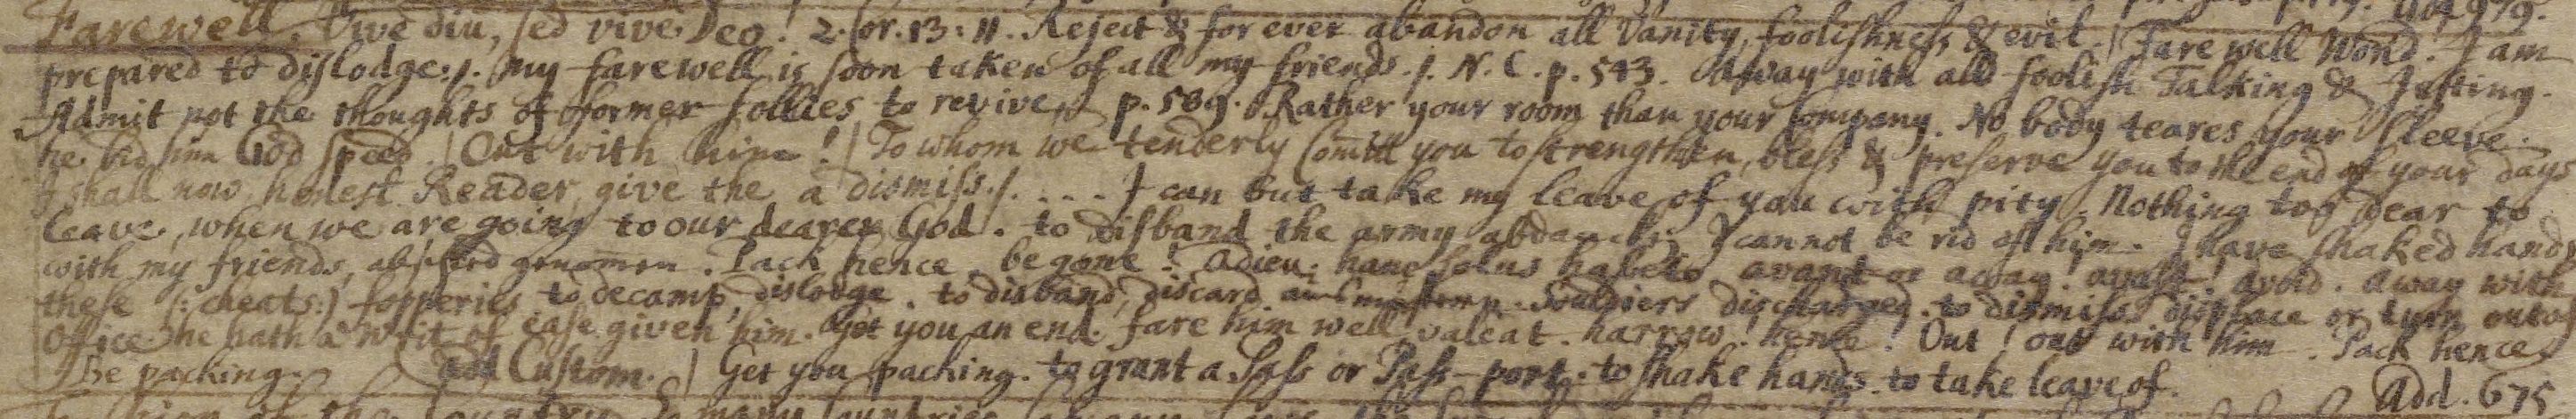 Farewell. Vive diu, sed vive Deo! 2. Cor. 13:11. Reject & for ever abandon all Vanity, foolishness & evil. | Fare well World. I am
prepared to dislodge:/. my farewell is soon taken of all my friends./. N. C. p. 543. away with all foolish Talking & Jesting.
Admit not the thoughts of former follies to revive, p. 589. Rather your room than your Company. No body teares your sleeve.
he bid him God speed. | Out with him! | To whom we tenderly Comitt you to strengthen, bless & preserve you to the end of your days
I shall now, honest Reader, give the a dismiss./. . . . I can but take my leave of you with pity. Nothing too dear to
leave, when we are going to our dearer God. to disband the army I cannot be rid of him. I have shaked hands
with my friends, Pack hence, be gone! adieu: habeto avant or away! avast! avoid. away with
these (: cheats:) fopperies to decamp, dislodge. to disband, discard Souldiers discharged. to dismiss displace or turn out of
Office he hath a Writ of ease given him. Get you an end. fare him well, valeat. harrow! hence! Out! out with him. Pack hence
| be packing. add Custom. | Get you packing. to grant a Pass or Pass-port. to shake hands. to take leave of.
Add. 675